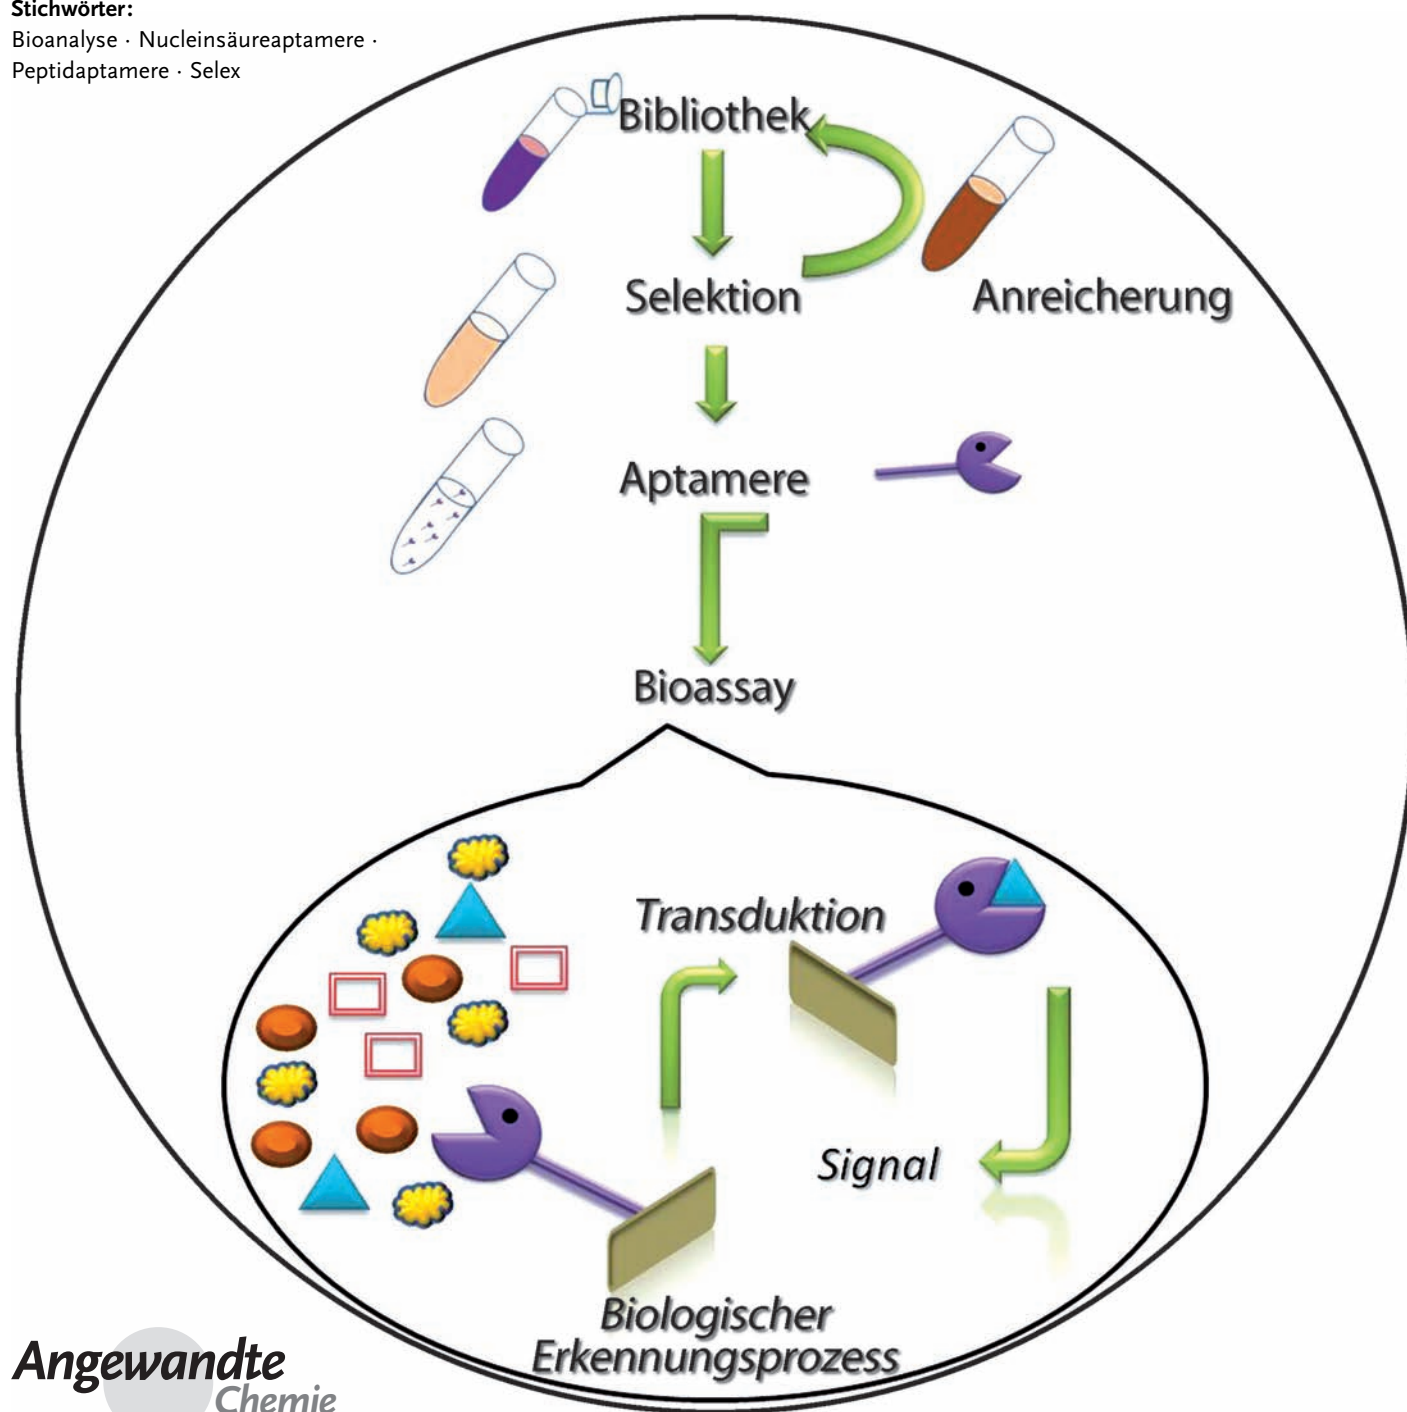 Stichwörter:
Bioanalyse · Nucleinsäureaptamere ·
Peptidaptamere · Selex
Bibliothek
Selektion
Anreicherung
Aptamere
Bioassay
Transduktion
Signal
Biologischer
Erkennungsprozess
Angewandte
Chemie